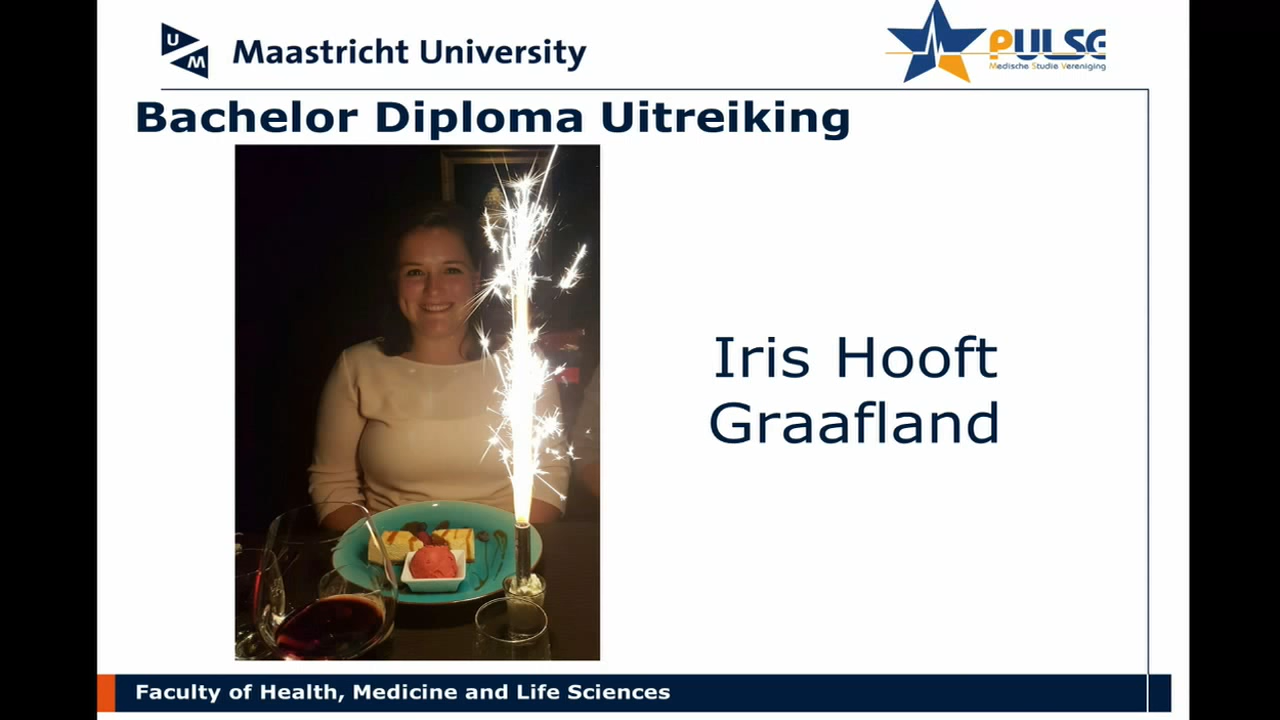 UM
Maastricht University
PULSE
Medische Studie Vereniging
Bachelor Diploma Uitreiking
Iris Hooft
Graafland
Faculty of Health, Medicine and Life Sciences